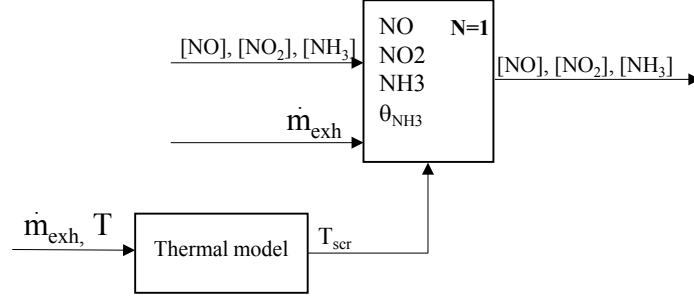 [NO], [NO₂], [NH₃]
ṁexh
NO N=1
NO2
NH3
θNH3
[NO], [NO₂], [NH₃]
ṁexh, T
Thermal model
Tscr